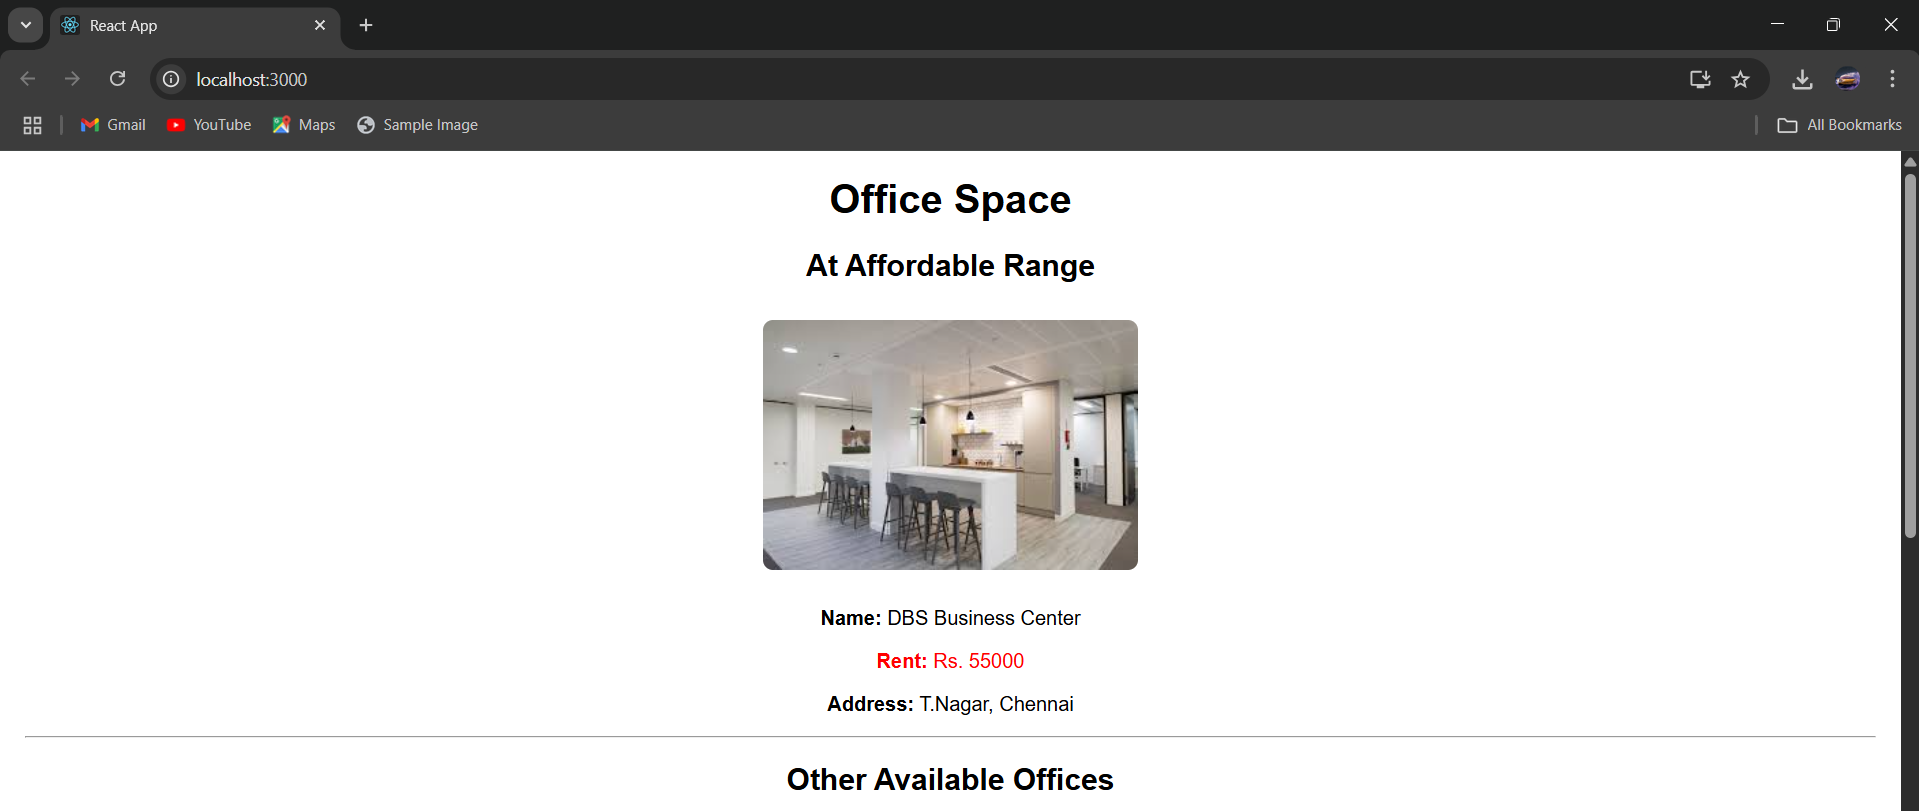 React App
localhost:3000
Gmail YouTube Maps Sample Image All Bookmarks
Office Space
At Affordable Range
Name: DBS Business Center
Rent: Rs. 55000
Address: T.Nagar, Chennai
Other Available Offices